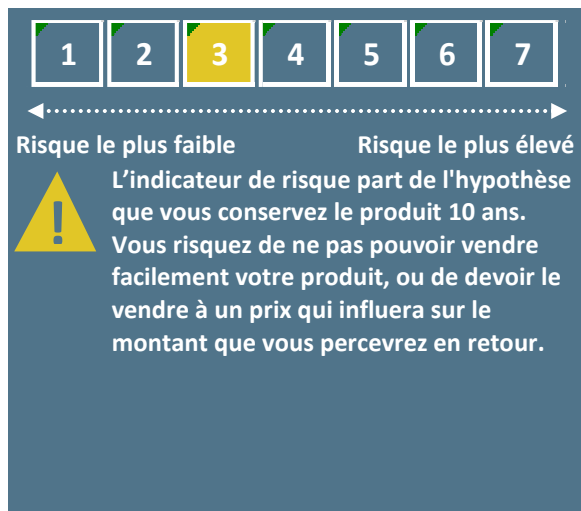 1 2 3 4 5 6 7
Risque le plus faible Risque le plus élevé
L’indicateur de risque part de l'hypothèse
que vous conservez le produit 10 ans.
Vous risquez de ne pas pouvoir vendre
facilement votre produit, ou de devoir le
vendre à un prix qui influera sur le
montant que vous percevrez en retour.